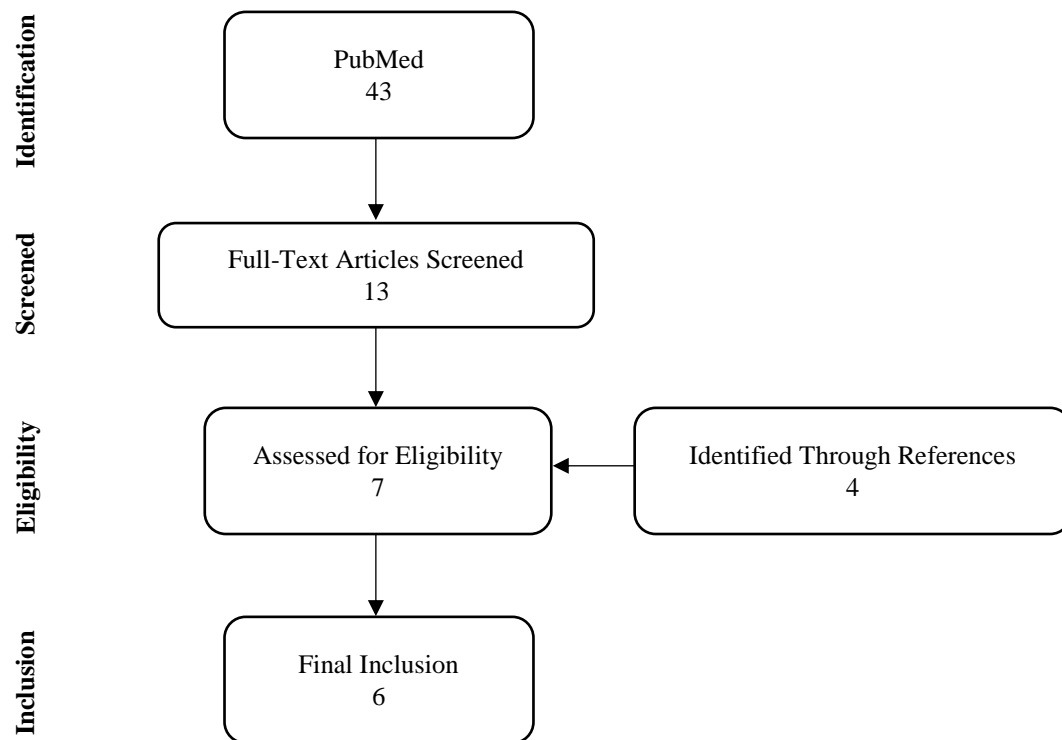 Identification
PubMed
43
Screened
Full-Text Articles Screened
13
Eligibility
Assessed for Eligibility
7
Identified Through References
4
Inclusion
Final Inclusion
6